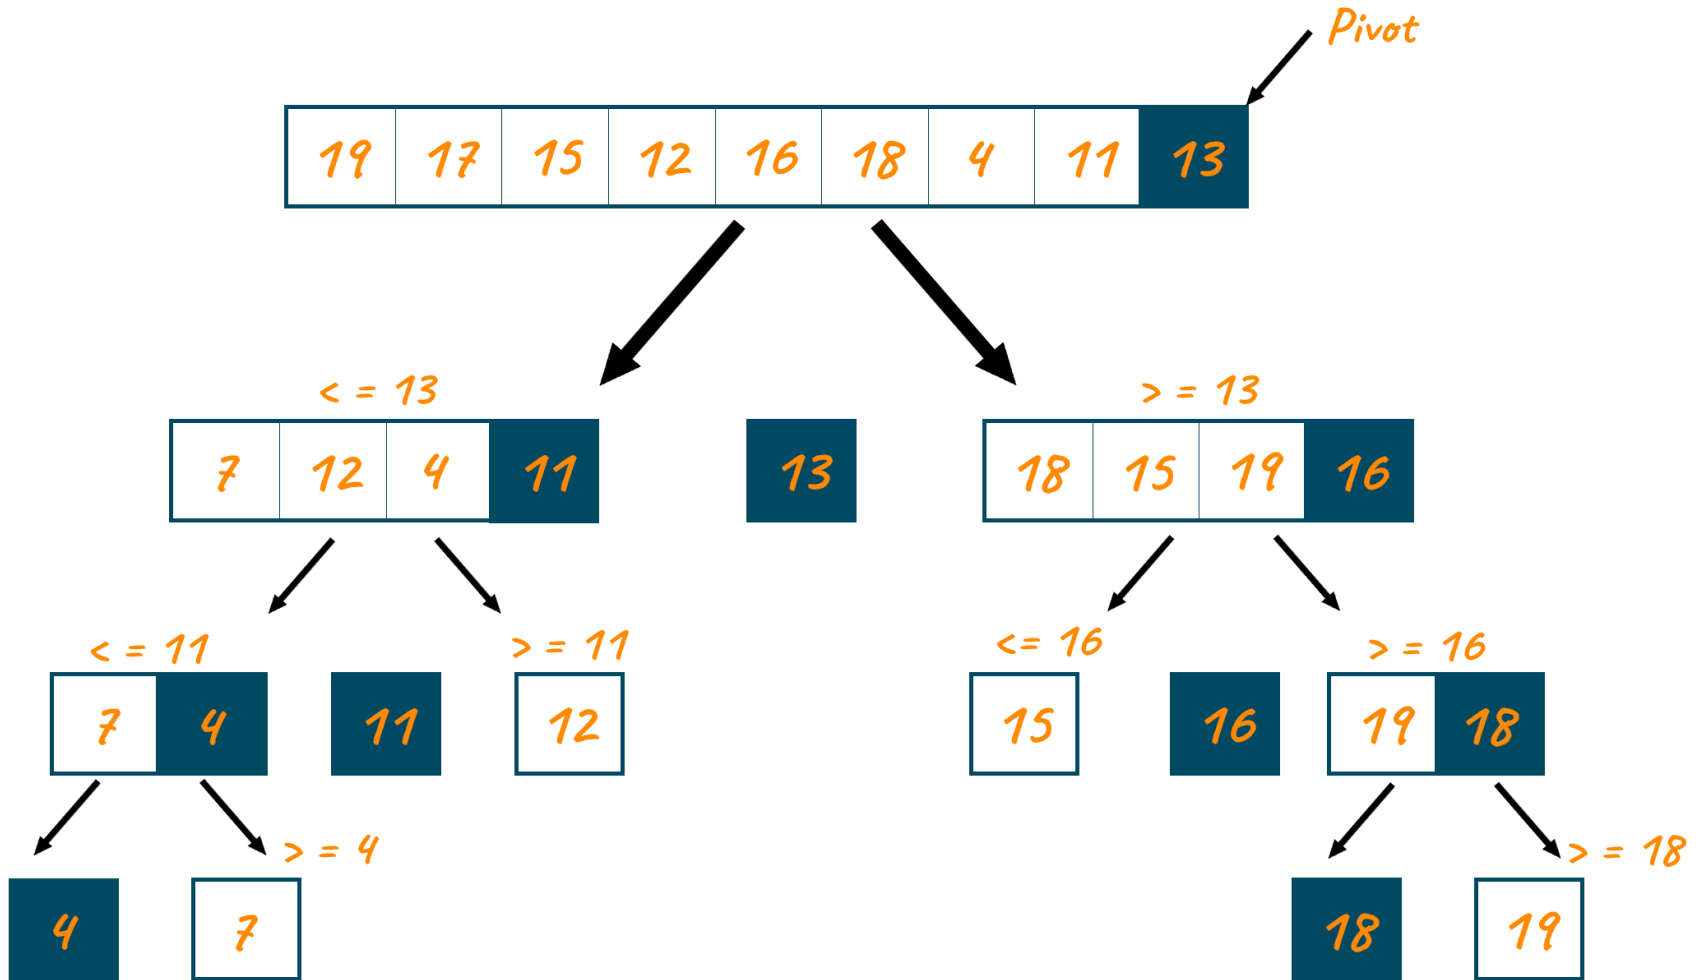 Pivot
19 17 15 12 16 18 4 11 13
< = 13 > = 13
7 12 4 11 13 18 15 19 16
< = 11 > = 11 <= 16 > = 16
7 4 11 12 15 16 19 18
> = 4 > = 18
4 7 18 19